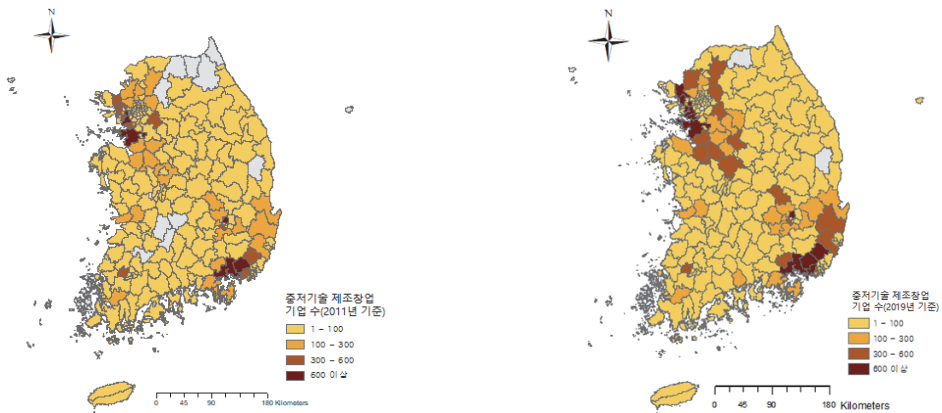 N
중저기술 제조창업
기업 수(2011년 기준)
1 - 100
100 - 300
300 - 600
600 이상
0 45 90 180 Kilometers
N
중저기술 제조창업
기업 수(2019년 기준)
1 - 100
100 - 300
300 - 600
600 이상
0 45 90 180 Kilometers